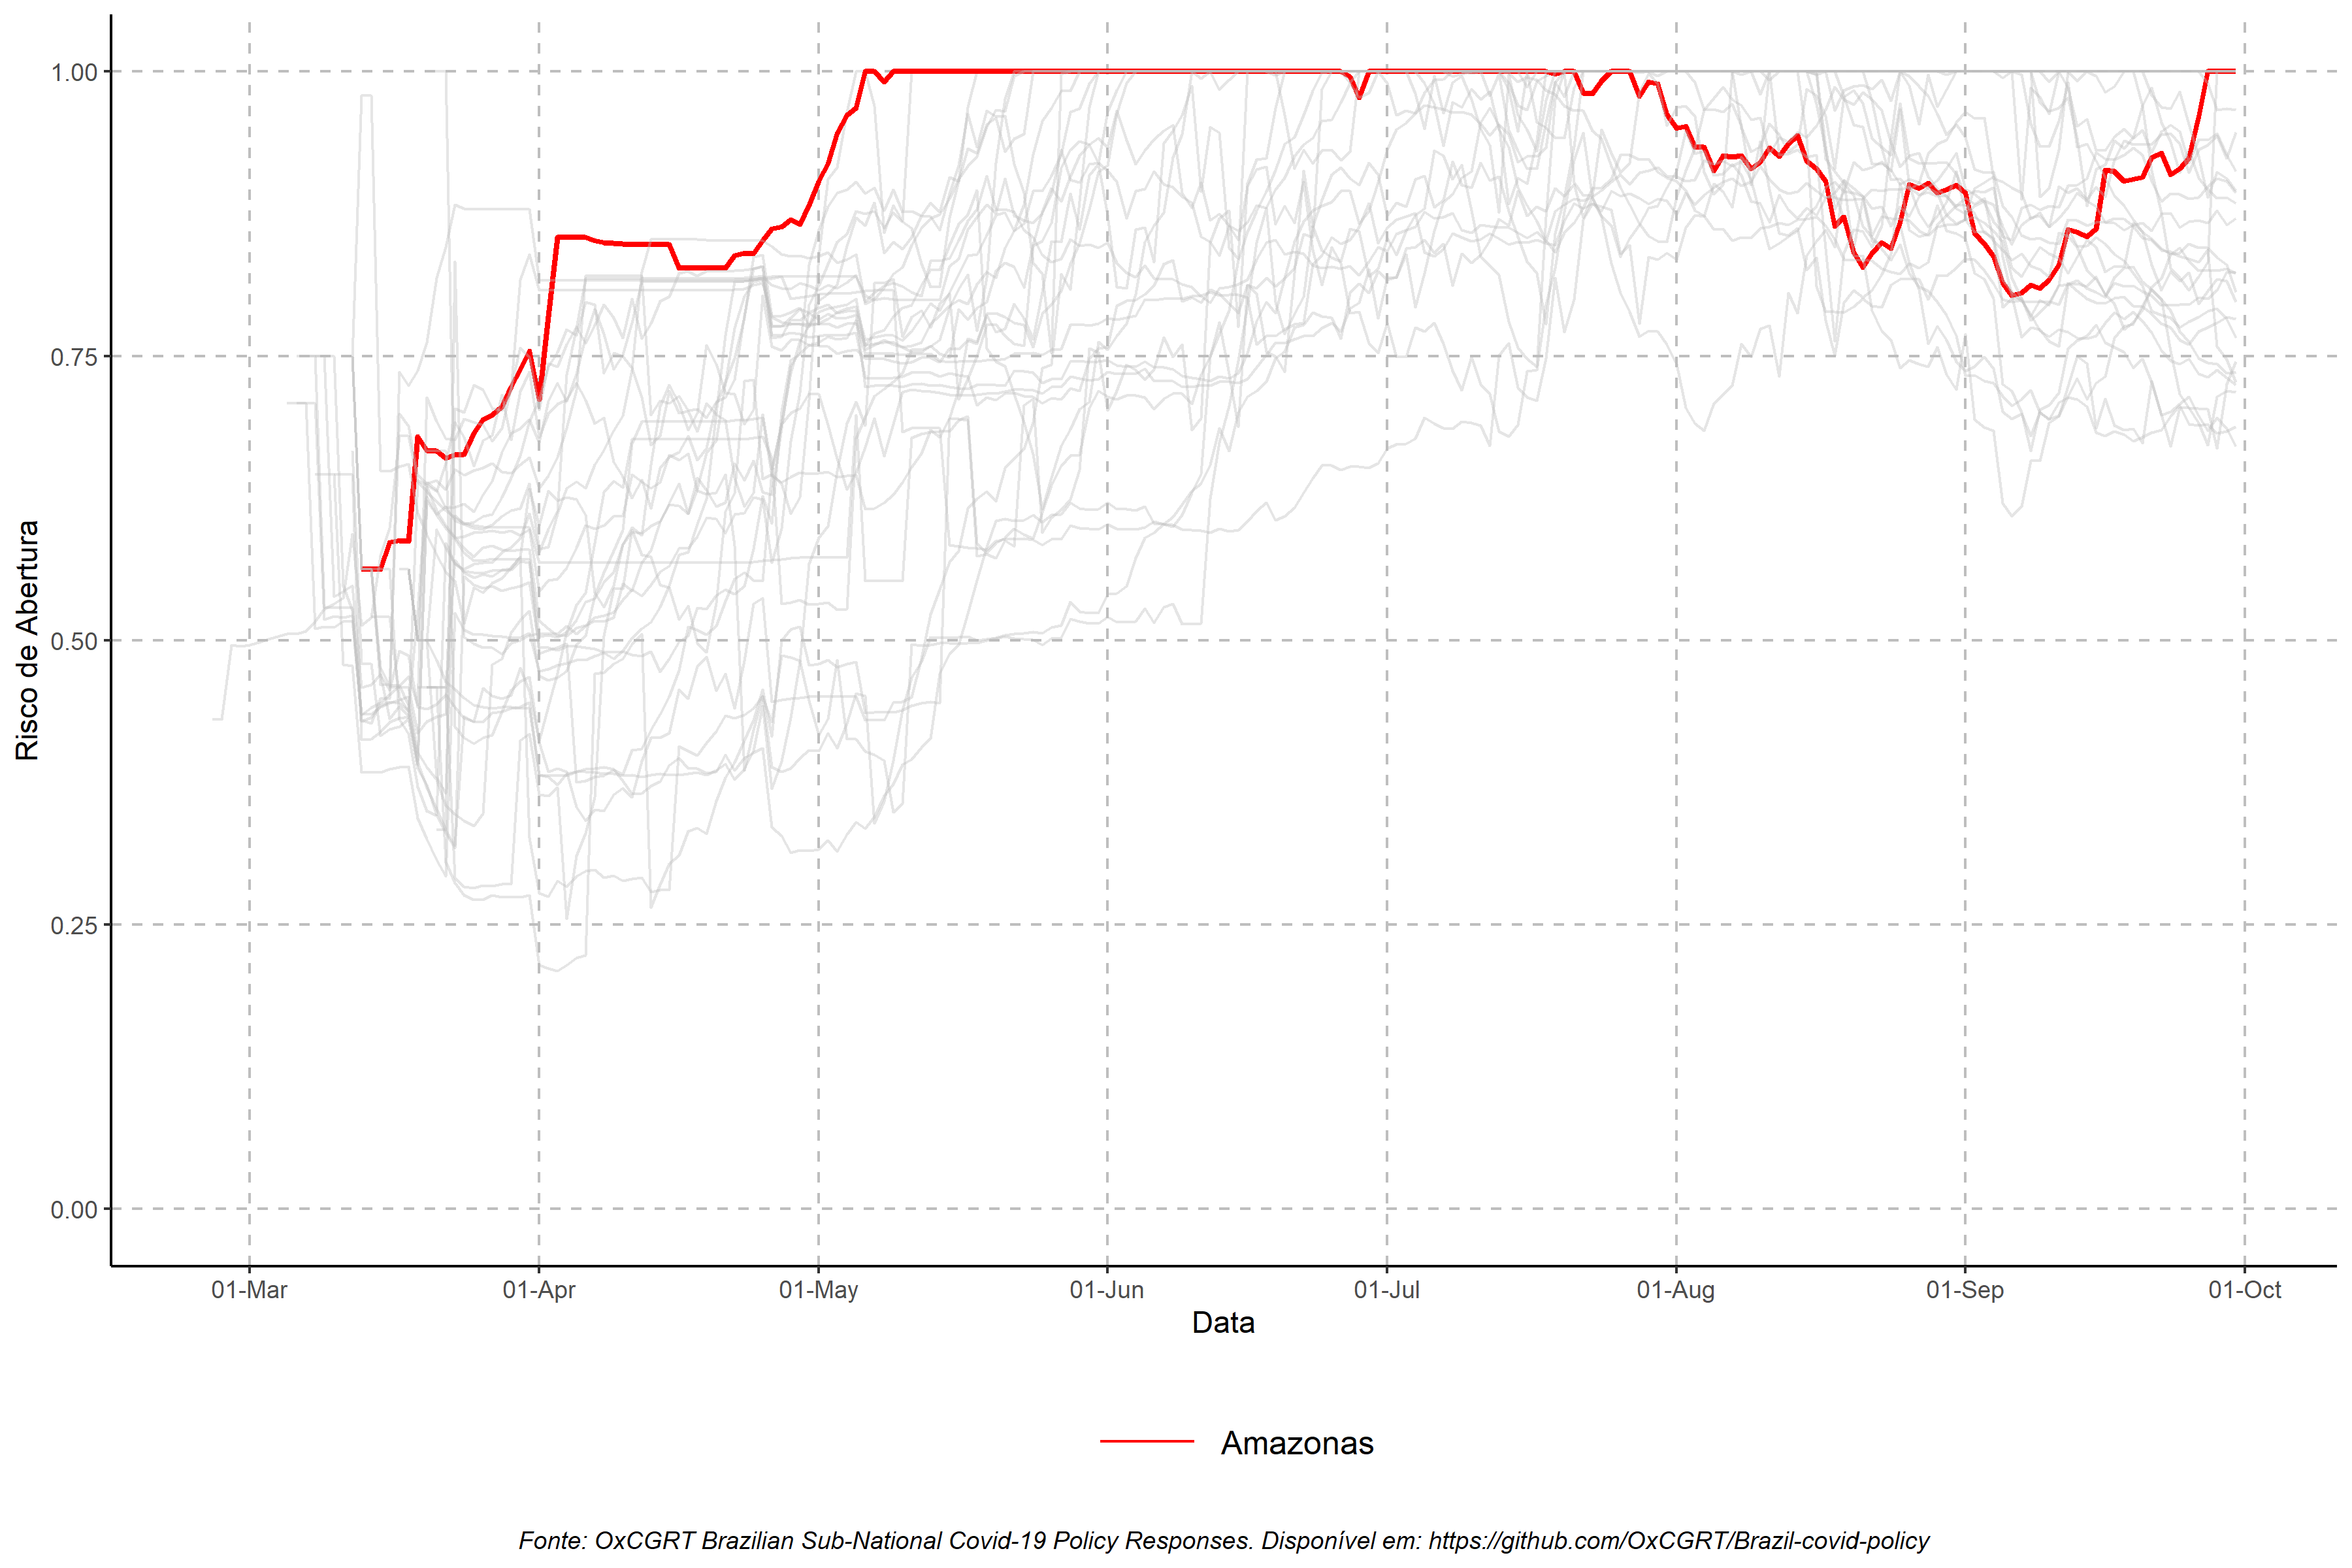 1.00
0.75
0.50
0.25
0.00
Risco de Abertura
01-Mar 01-Apr 01-May 01-Jun 01-Jul 01-Aug 01-Sep 01-Oct
Data
Amazonas
Fonte: OxCGRT Brazilian Sub-National Covid-19 Policy Responses. Disponível em: https://github.com/OxCGRT/Brazil-covid-policy